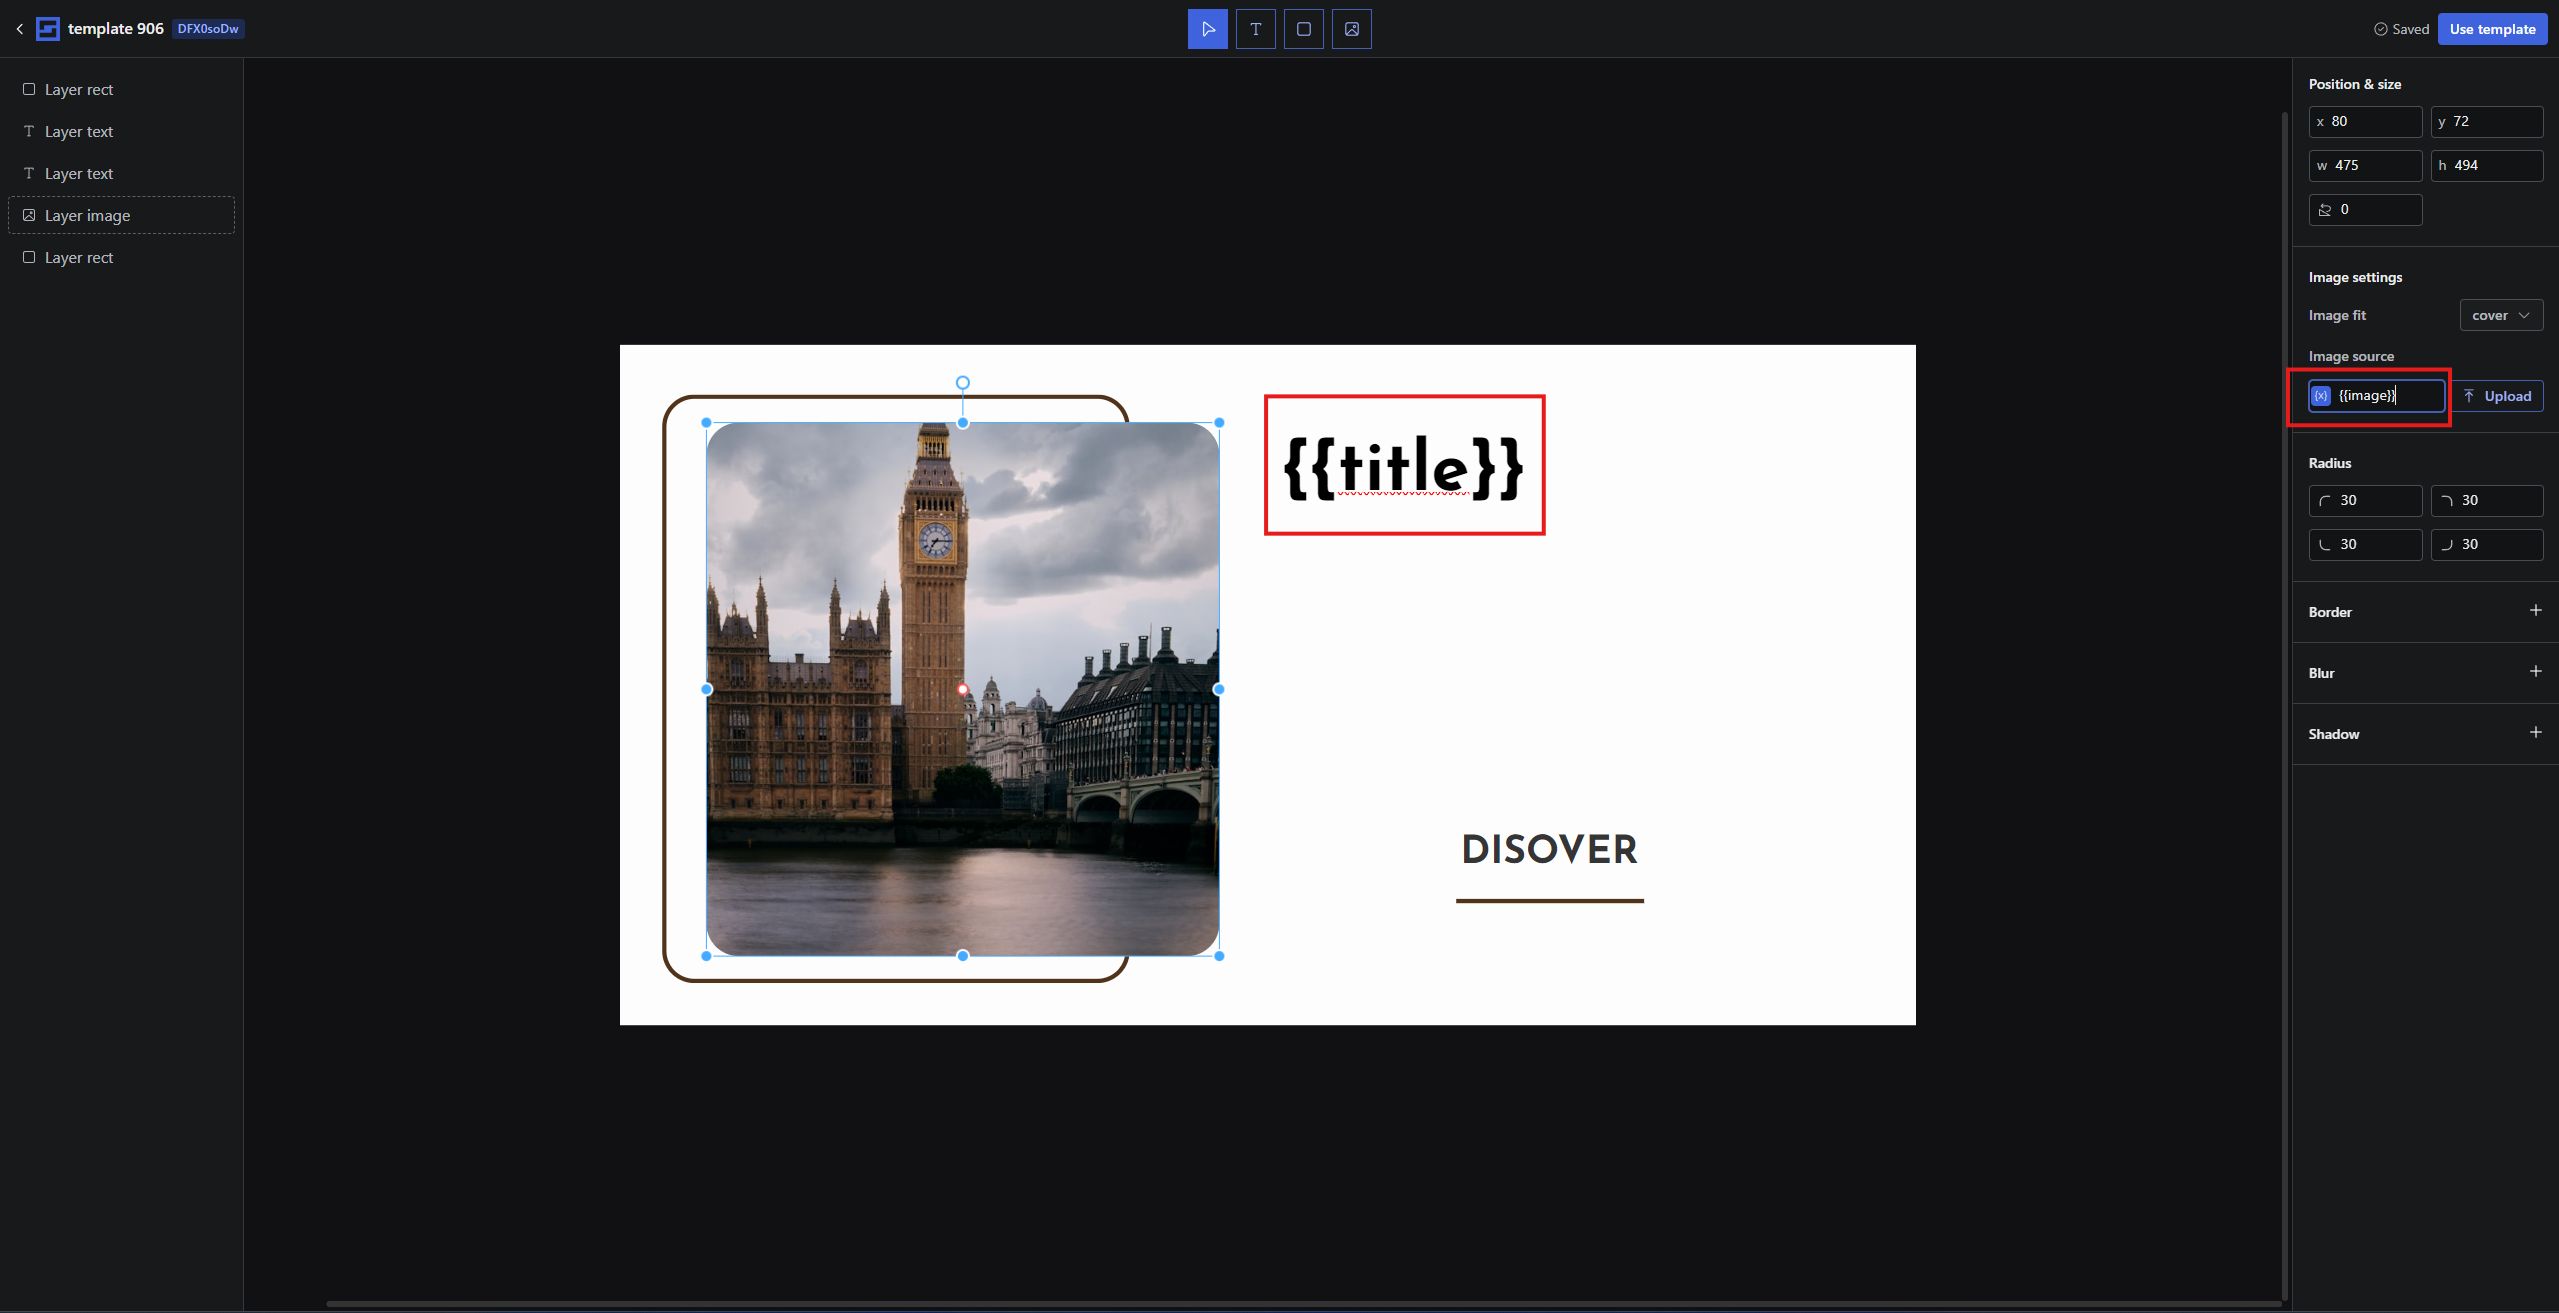 template 906 DFX0soDw
T
Saved
Use template
Layer rect
T Layer text
T Layer text
Layer image
Layer rect
{{title}}
DISOVER
Position & size
x 80
y 72
w 475
h 494
0
Image settings
Image fit
cover
Image source
{x} {{image}}
Upload
Radius
30
30
30
30
Border
Blur
Shadow